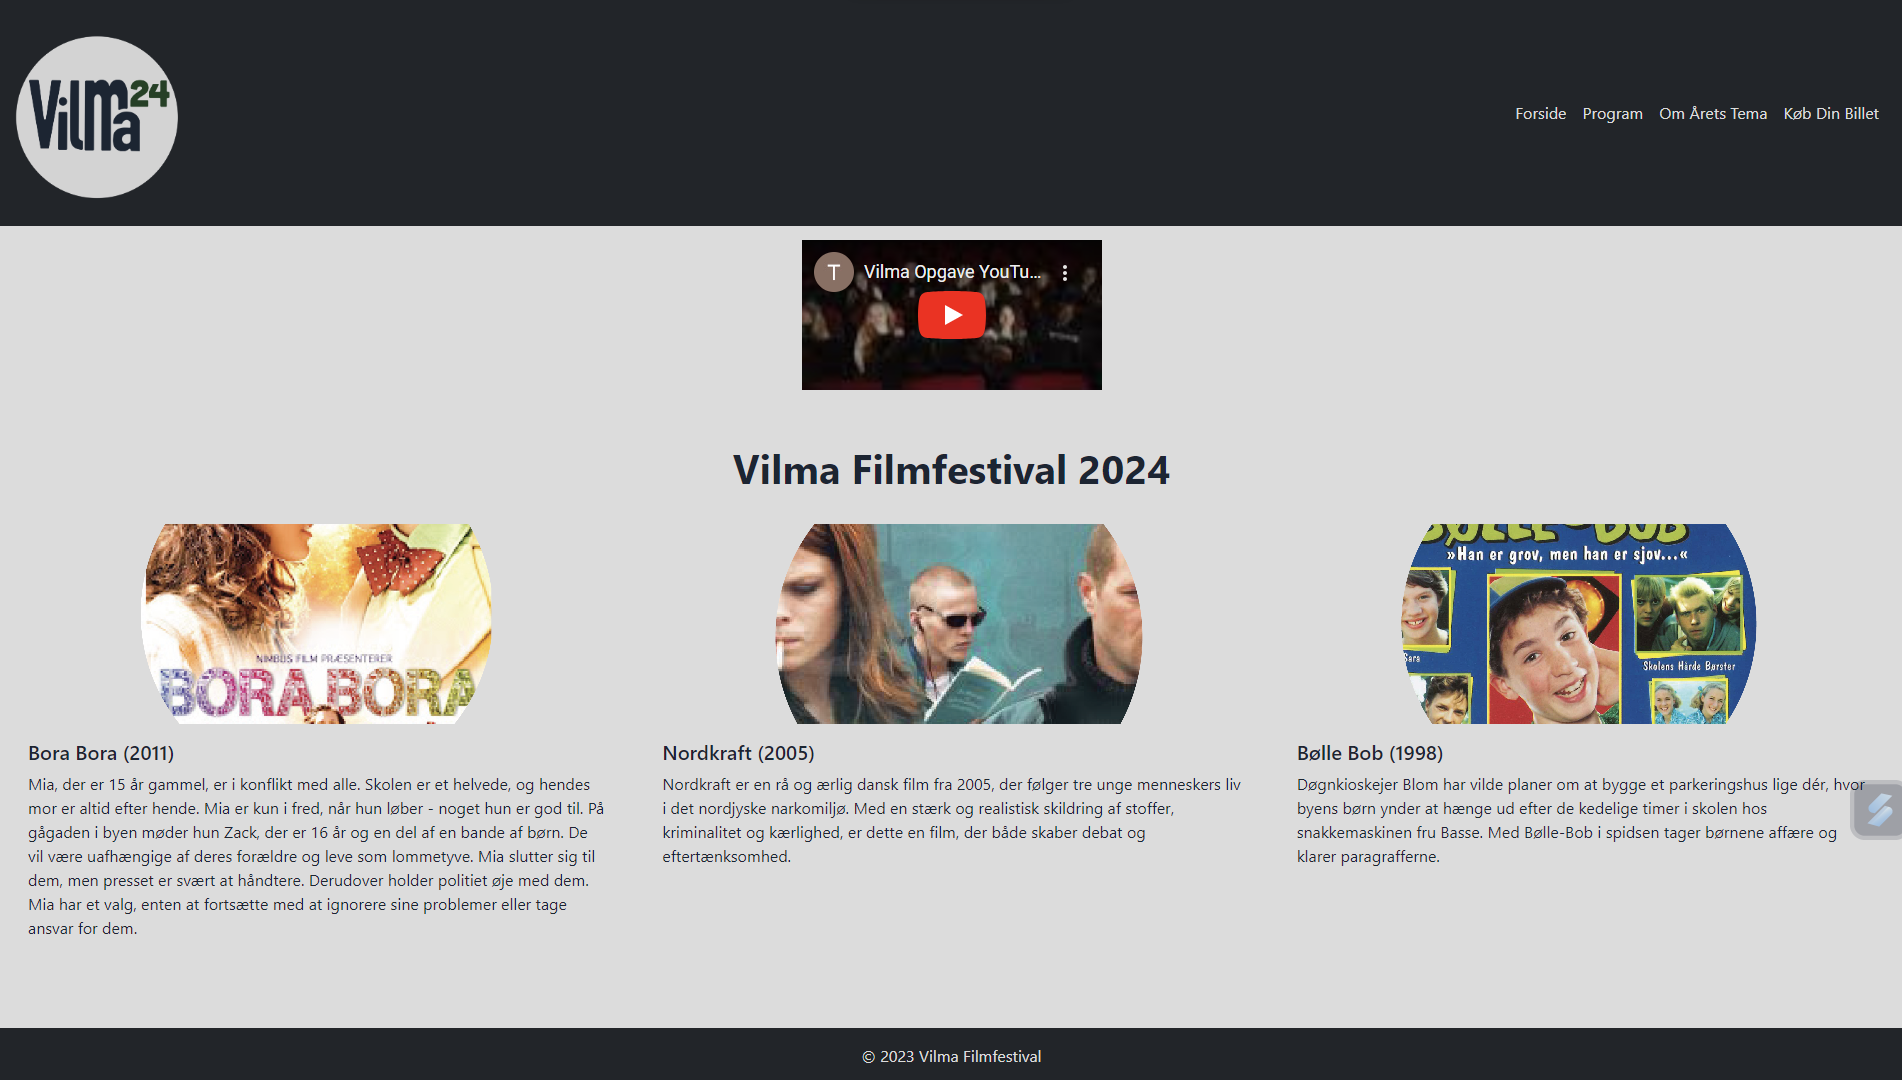 Vilma 24
Forside Program Om Årets Tema Køb Din Billet
T Vilma Opgave YouTu...
Vilma Filmfestival 2024
NIMBUS FILM PRÆSENTERER
BORA BORA
BØLLE-BOB
»Han er grov, men han er sjov...«
Sara
Skolens Hårde Børster
Bora Bora (2011)
Mia, der er 15 år gammel, er i konflikt med alle. Skolen er et helvede, og hendes
mor er altid efter hende. Mia er kun i fred, når hun løber - noget hun er god til. På
gågaden i byen møder hun Zack, der er 16 år og en del af en bande af børn. De
vil være uafhængige af deres forældre og leve som lommetyve. Mia slutter sig til
dem, men presset er svært at håndtere. Derudover holder politiet øje med dem.
Mia har et valg, enten at fortsætte med at ignorere sine problemer eller tage
ansvar for dem.
Nordkraft (2005)
Nordkraft er en rå og ærlig dansk film fra 2005, der følger tre unge menneskers liv
i det nordjyske narkomiljø. Med en stærk og realistisk skildring af stoffer,
kriminalitet og kærlighed, er dette en film, der både skaber debat og
eftertænksomhed.
Bølle Bob (1998)
Døgnkioskejer Blom har vilde planer om at bygge et parkeringshus lige dér, hvor
byens børn ynder at hænge ud efter de kedelige timer i skolen hos
snakkemaskinen fru Basse. Med Bølle-Bob i spidsen tager børnene affære og
klarer paragrafferne.
© 2023 Vilma Filmfestival